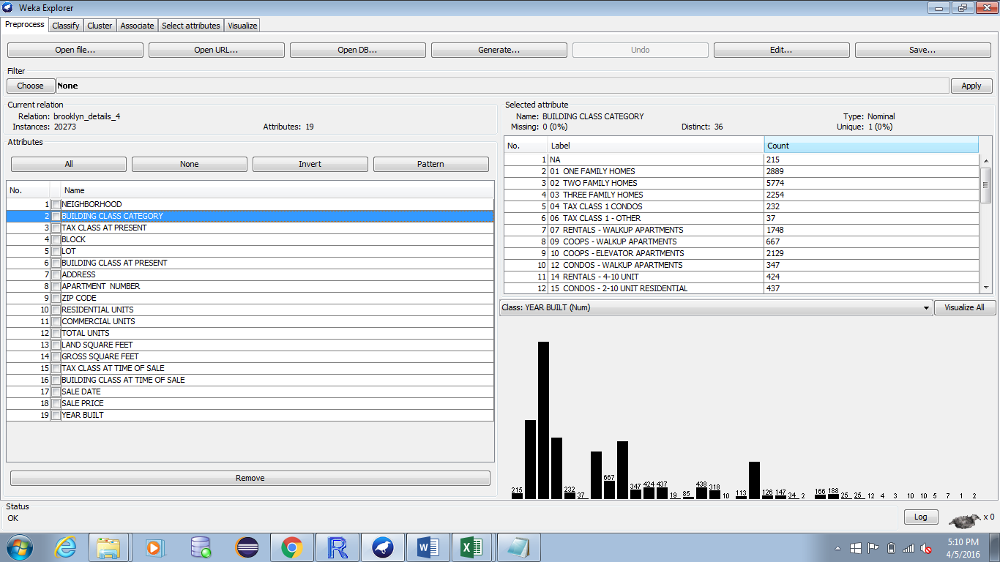 Weka Explorer
Preprocess Classify Cluster Associate Select attributes Visualize
Open file... Open URL... Open DB... Generate... Undo Edit... Save...
Filter
Choose None Apply
Current relation
Relation: brooklyn_details_4
Instances: 20273 Attributes: 19
Attributes
All None Invert Pattern
No. Name
1 NEIGHBORHOOD
2 BUILDING CLASS CATEGORY
3 TAX CLASS AT PRESENT
4 BLOCK
5 LOT
6 BUILDING CLASS AT PRESENT
7 ADDRESS
8 APARTMENT  NUMBER
9 ZIP CODE
10 RESIDENTIAL UNITS
11 COMMERCIAL UNITS
12 TOTAL UNITS
13 LAND SQUARE FEET
14 GROSS SQUARE FEET
15 TAX CLASS AT TIME OF SALE
16 BUILDING CLASS AT TIME OF SALE
17 SALE DATE
18 SALE PRICE
19 YEAR BUILT
Remove
Selected attribute
Name: BUILDING CLASS CATEGORY Type: Nominal
Missing: 0 (0%) Distinct: 36 Unique: 1 (0%)
No. Label Count
1 NA 215
2 01  ONE FAMILY HOMES 2889
3 02  TWO FAMILY HOMES 5774
4 03  THREE FAMILY HOMES 2254
5 04  TAX CLASS 1 CONDOS 232
6 06  TAX CLASS 1 - OTHER 37
7 07  RENTALS - WALKUP APARTMENTS 1748
8 09  COOPS - WALKUP APARTMENTS 667
9 10  COOPS - ELEVATOR APARTMENTS 2129
10 12  CONDOS - WALKUP APARTMENTS 347
11 14  RENTALS - 4-10 UNIT 424
12 15  CONDOS - 2-10 UNIT RESIDENTIAL 437
Class: YEAR BUILT (Num) Visualize All
215 232 37 667 347 424 437 19 85 438 318 10 113 126 147 34 2 166 188 25 25 12 4 3 10 10 5 7 1 2
Status
OK Log x 0
5:10 PM
4/5/2016